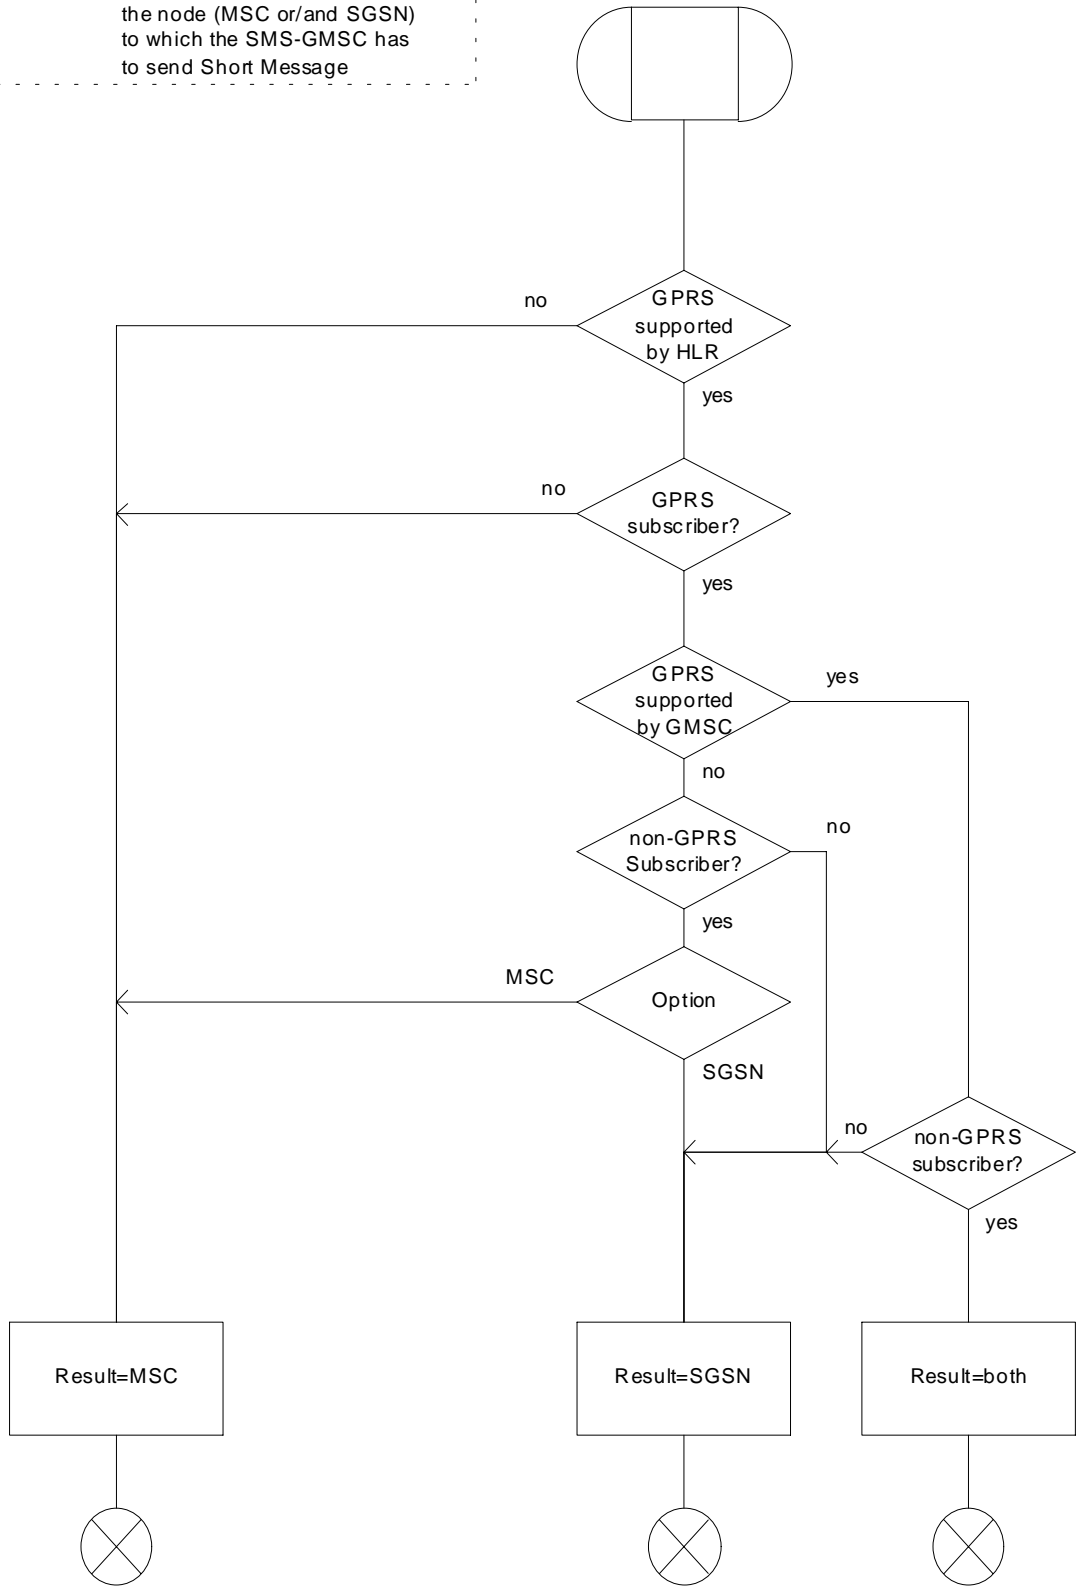 the node (MSC or/and SGSN)
to which the SMS-GMSC has
to send Short Message
no
GPRS
supported
by HLR
yes
no
GPRS
subscriber?
yes
GPRS
supported
by GMSC
yes
no
non-GPRS
Subscriber?
no
yes
MSC
Option
SGSN
no
non-GPRS
subscriber?
yes
Result=MSC
Result=SGSN
Result=both